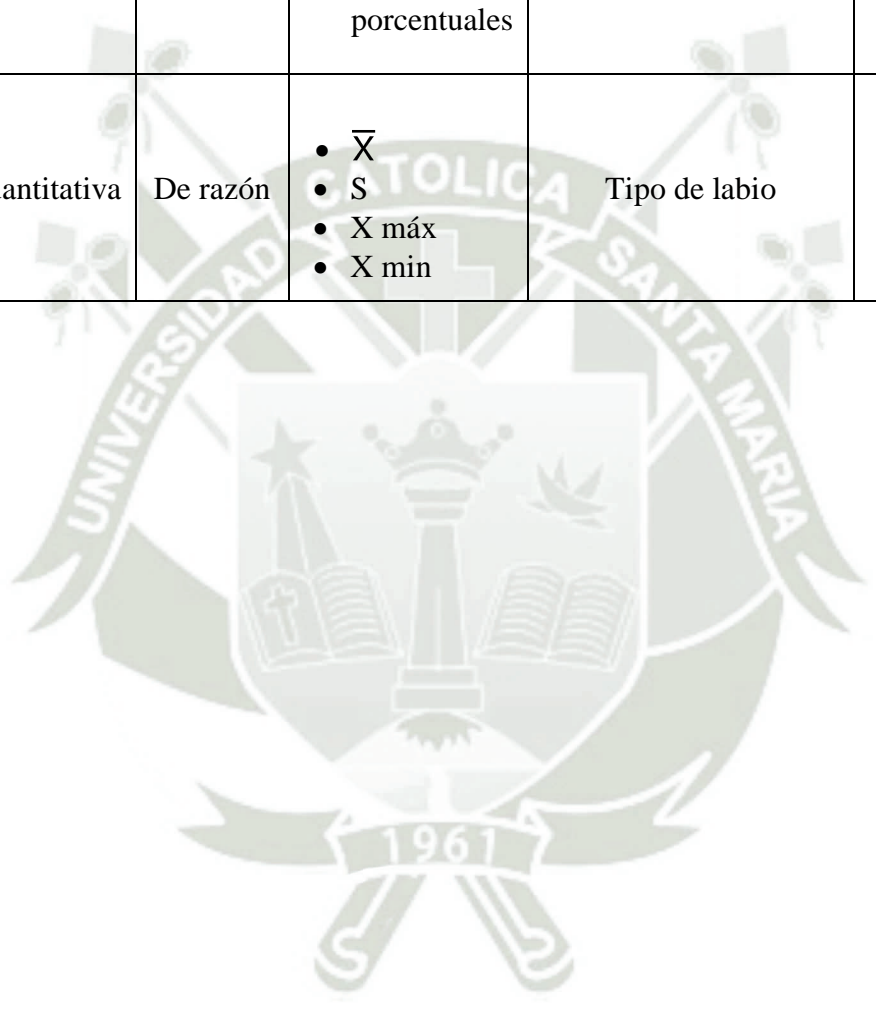 porcentuales
antitativa De razón • X̅
• S
• X máx
• X min Tipo de labio
UNIVERSIDAD CATOLICA SANTA MARIA
1961